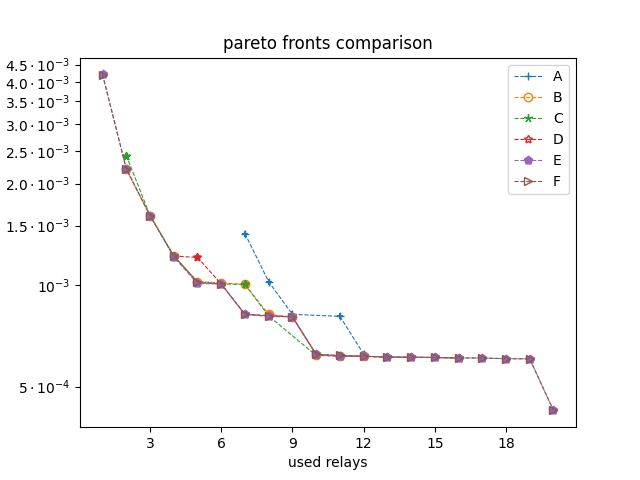 pareto fronts comparison
4.5·10⁻³
4.0·10⁻³
3.5·10⁻³
3.0·10⁻³
2.5·10⁻³
2.0·10⁻³
1.5·10⁻³
10⁻³
5·10⁻⁴
A
B
C
D
E
F
3 6 9 12 15 18
used relays